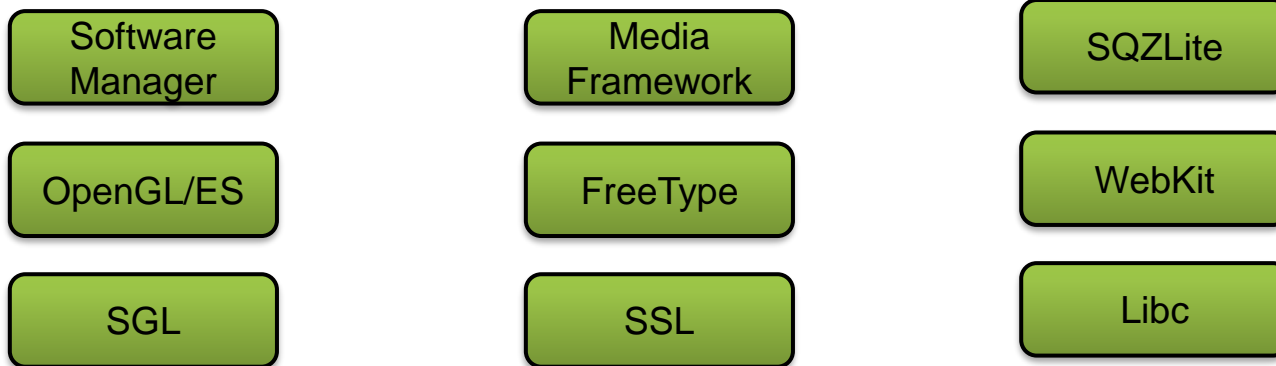 Software
Manager
Media
Framework
SQZLite
OpenGL/ES
FreeType
WebKit
SGL
SSL
Libc